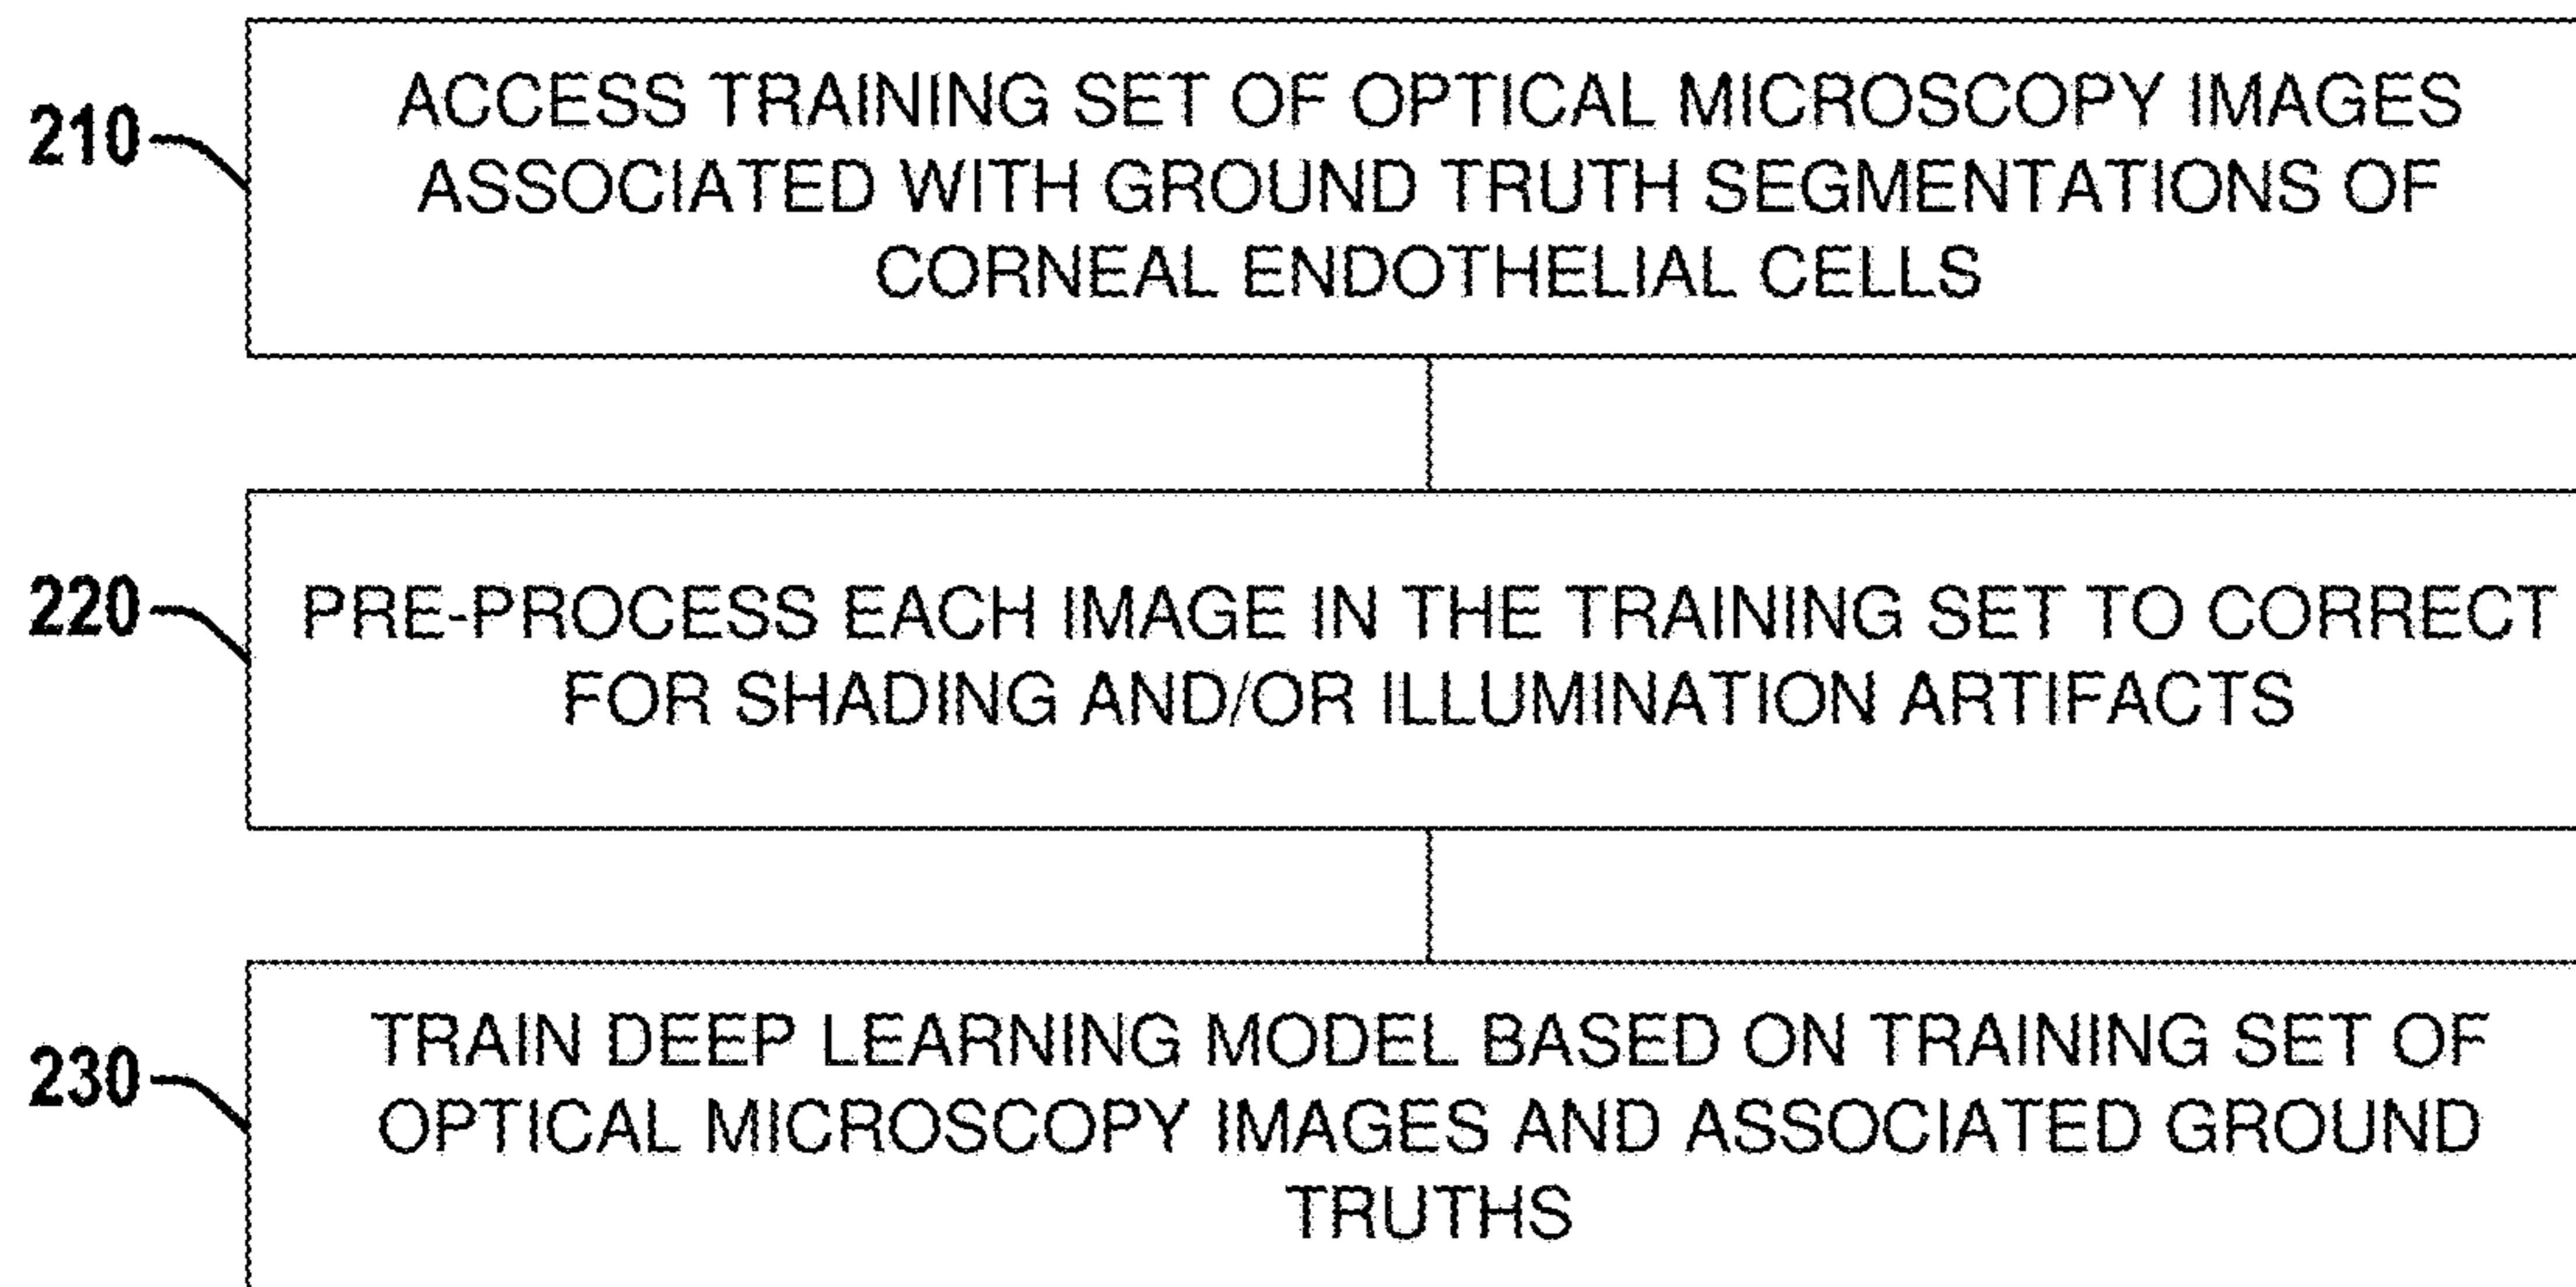 210
ACCESS TRAINING SET OF OPTICAL MICROSCOPY IMAGES
ASSOCIATED WITH GROUND TRUTH SEGMENTATIONS OF
CORNEAL ENDOTHELIAL CELLS
220
PRE-PROCESS EACH IMAGE IN THE TRAINING SET TO CORRECT
FOR SHADING AND/OR ILLUMINATION ARTIFACTS
230
TRAIN DEEP LEARNING MODEL BASED ON TRAINING SET OF
OPTICAL MICROSCOPY IMAGES AND ASSOCIATED GROUND
TRUTHS